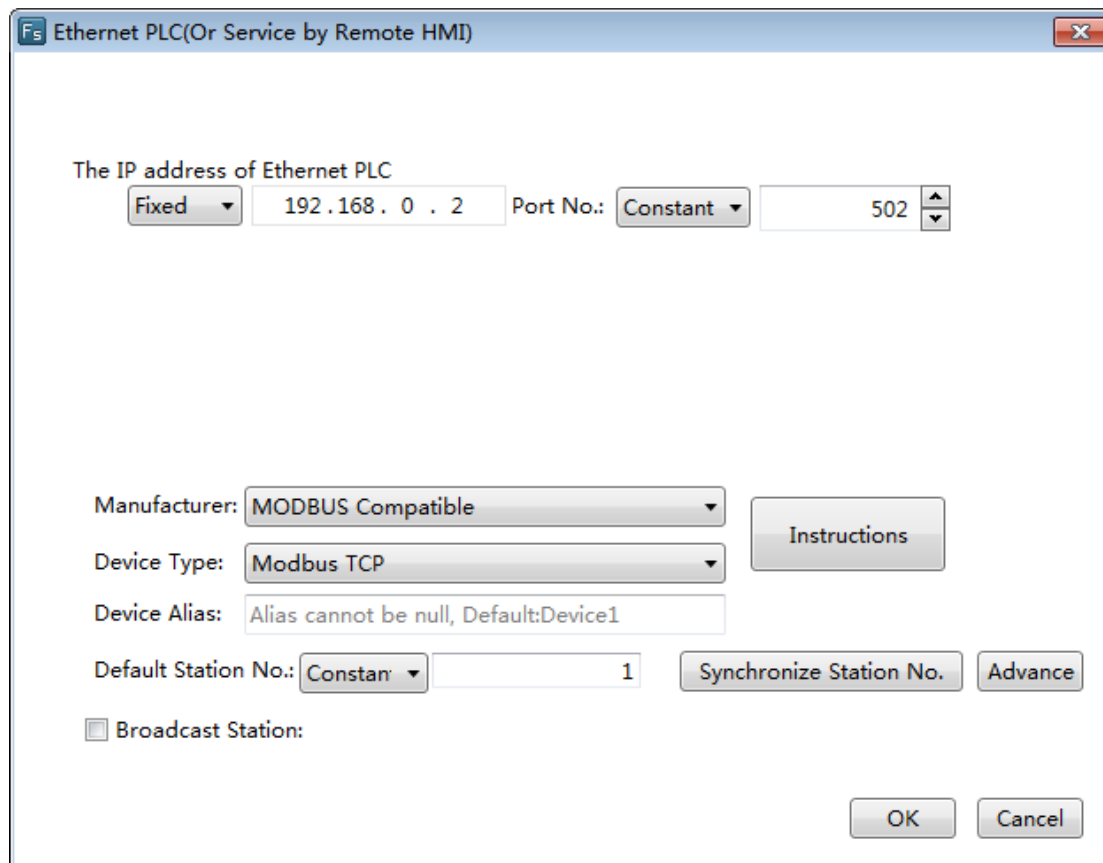 Fs Ethernet PLC(Or Service by Remote HMI)
The IP address of Ethernet PLC
Fixed 192.168. 0 . 2 Port No.: Constant 502
Manufacturer: MODBUS Compatible
Instructions
Device Type: Modbus TCP
Device Alias: Alias cannot be null, Default:Device1
Default Station No.: Constan 1 Synchronize Station No. Advance
Broadcast Station:
OK Cancel